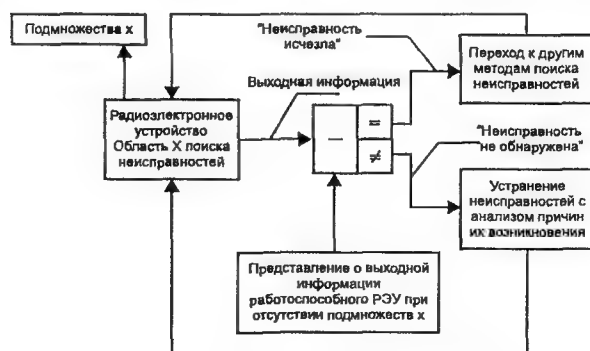 Подмножества x
"Неисправность
исчезла"
Выходная информация
Переход к другим
методам поиска
неисправностей
Радиоэлектронное
устройство
Область X поиска
неисправностей
—
=
≠
"Неисправность
не обнаружена"
Устранение
неисправностей с
анализом причин
их возникновения
Представление о выходной
информации
работоспособного РЭУ при
отсутствии подмножеств x